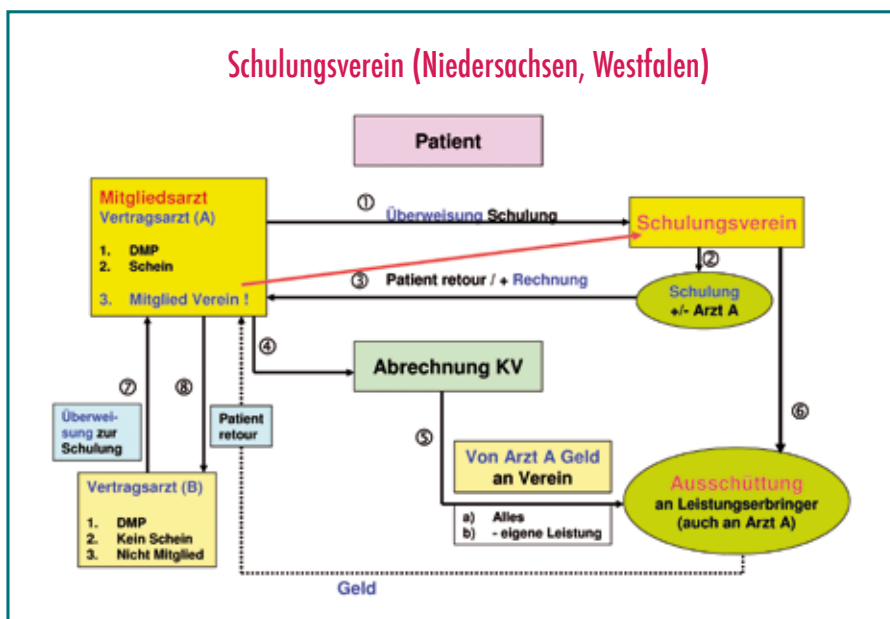 Schulungsverein (Niedersachsen, Westfalen)
Patient
Mitgliedsarzt
Vertragsarzt (A)
1. DMP
2. Schein
3. Mitglied Verein !
①
Überweisung Schulung
Schulungsverein
②
③ Patient retour / + Rechnung
Schulung
+/- Arzt A
④
Abrechnung KV
⑦
⑧
⑤
⑥
Überwei-
sung zur
Schulung
Patient
retour
Von Arzt A Geld
an Verein
a) Alles
b) - eigene Leistung
Ausschüttung
an Leistungserbringer
(auch an Arzt A)
Vertragsarzt (B)
1. DMP
2. Kein Schein
3. Nicht Mitglied
Geld